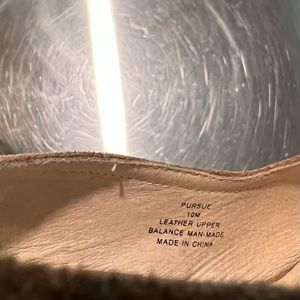 PURSUE
10M
LEATHER UPPER
BALANCE MAN-MADE
MADE IN CHINA